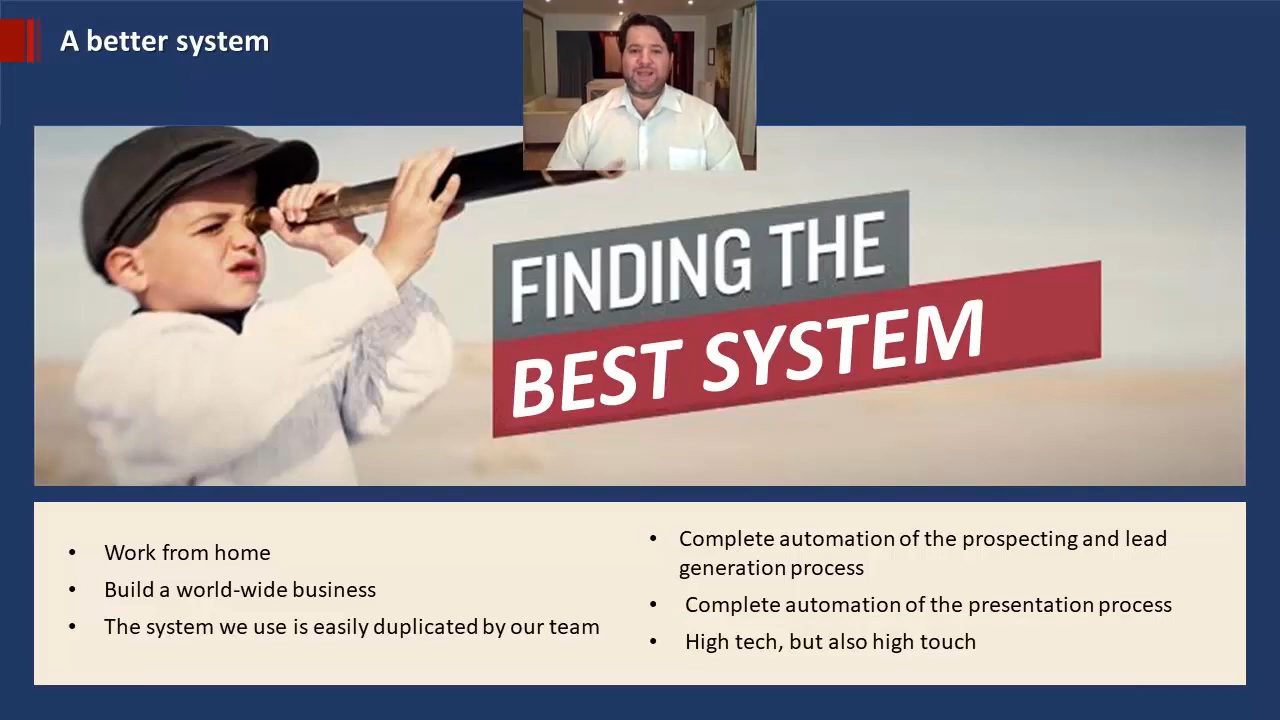 A better system
FINDING THE
BEST SYSTEM
• Work from home
• Build a world-wide business
• The system we use is easily duplicated by our team
• Complete automation of the prospecting and lead
generation process
• Complete automation of the presentation process
• High tech, but also high touch